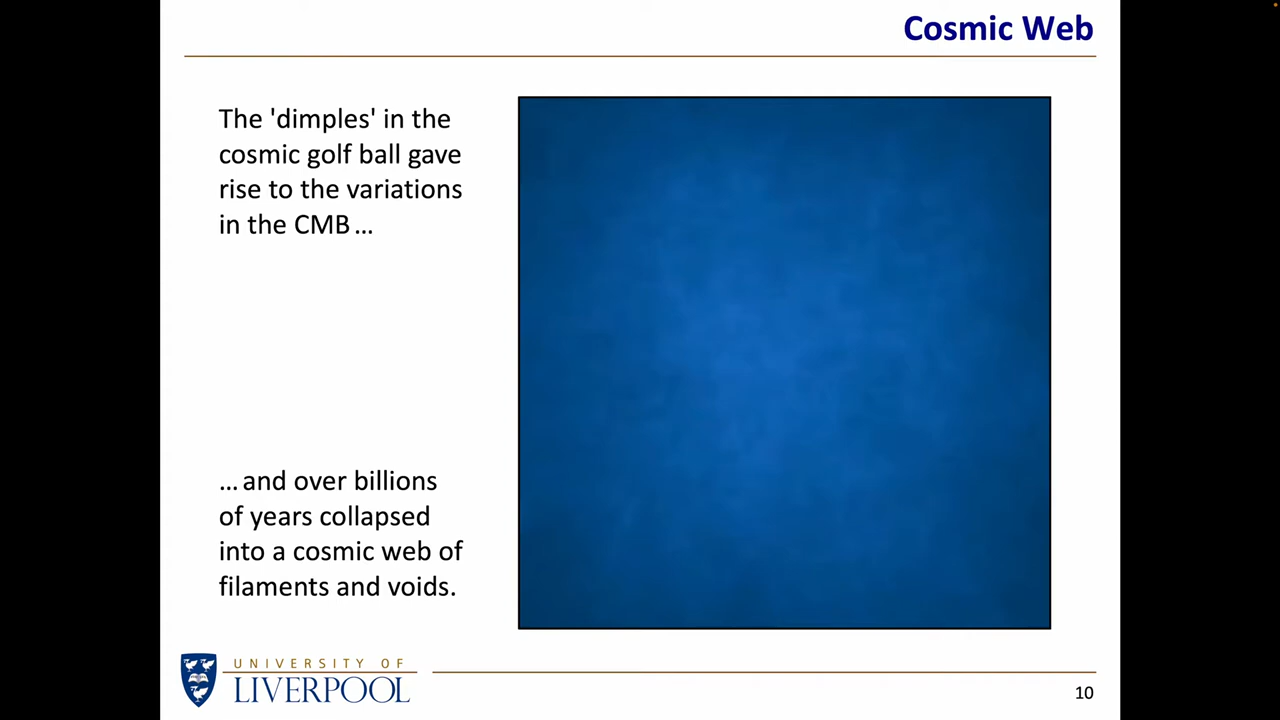 Cosmic Web
The 'dimples' in the
cosmic golf ball gave
rise to the variations
in the CMB ...
... and over billions
of years collapsed
into a cosmic web of
filaments and voids.
UNIVERSITY OF
LIVERPOOL
10